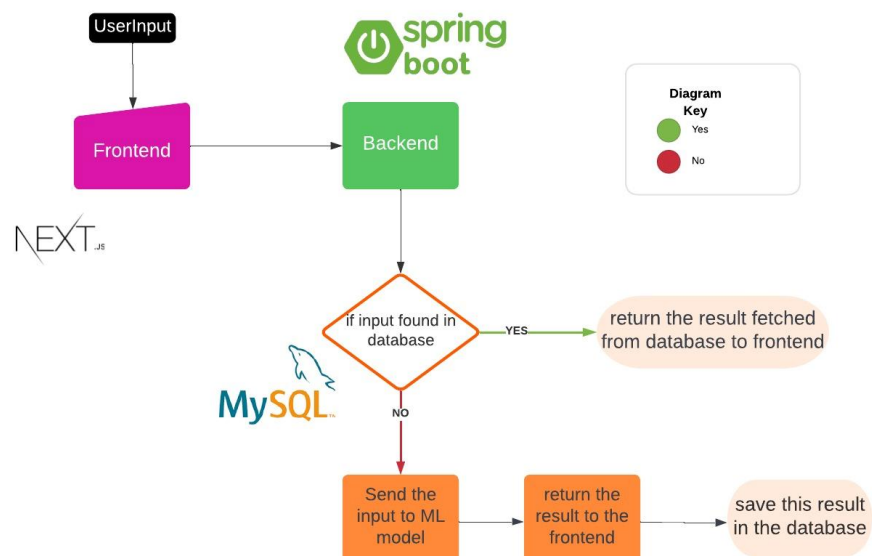 UserInput
spring
boot
Frontend
Backend
Diagram
Key
Yes
No
NEXT
.JS
if input found in
database
YES
return the result fetched
from database to frontend
MySQL
NO
Send the
input to ML
model
return the
result to the
frontend
save this result
in the database